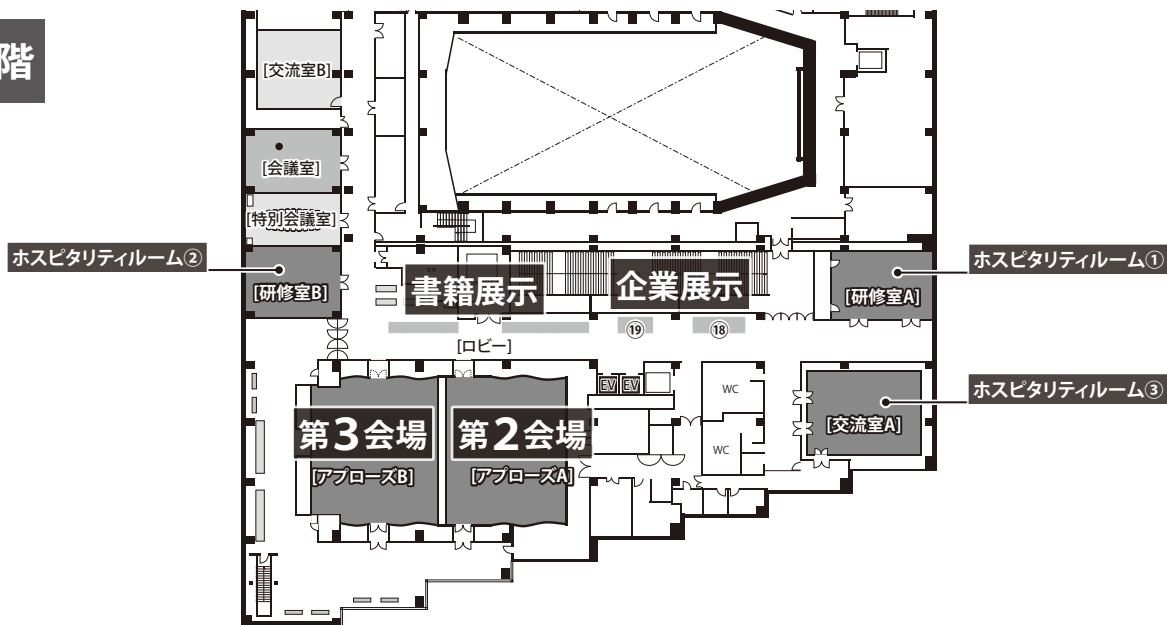 階
[交流室B]
[会議室]
[特別会議室]
ホスピタリティルーム②
[研修室B]
書籍展示
企業展示
ホスピタリティルーム①
[研修室A]
⑲
⑱
[ロビー]
EV
EV
WC
ホスピタリティルーム③
第3会場
第2会場
[交流室A]
WC
[アプローズB]
[アプローズA]